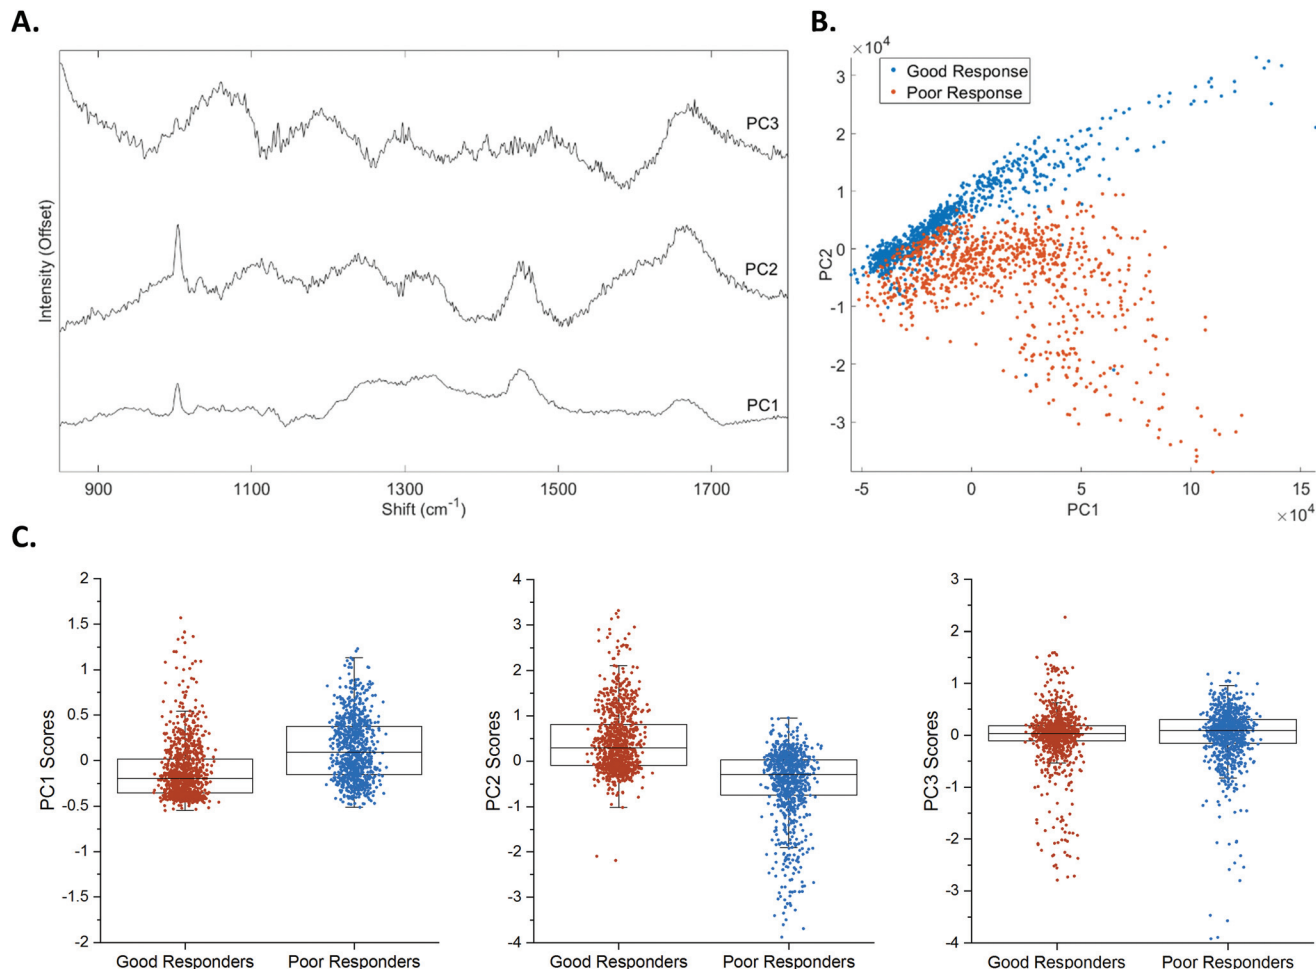 A.
PC3
PC2
PC1
Intensity (Offset)
900
1100
1300
1500
1700
Shift (cm⁻¹)
B.
×10⁴
Good Response
Poor Response
3
2
1
0
-1
-2
-3
PC2
-5
0
5
10
15
PC1
×10⁴
C.
2
1.5
1
0.5
0
-0.5
-1
-1.5
-2
PC1 Scores
Good Responders
Poor Responders
4
3
2
1
0
-1
-2
-3
-4
PC2 Scores
Good Responders
Poor Responders
3
2
1
0
-1
-2
-3
-4
PC3 Scores
Good Responders
Poor Responders